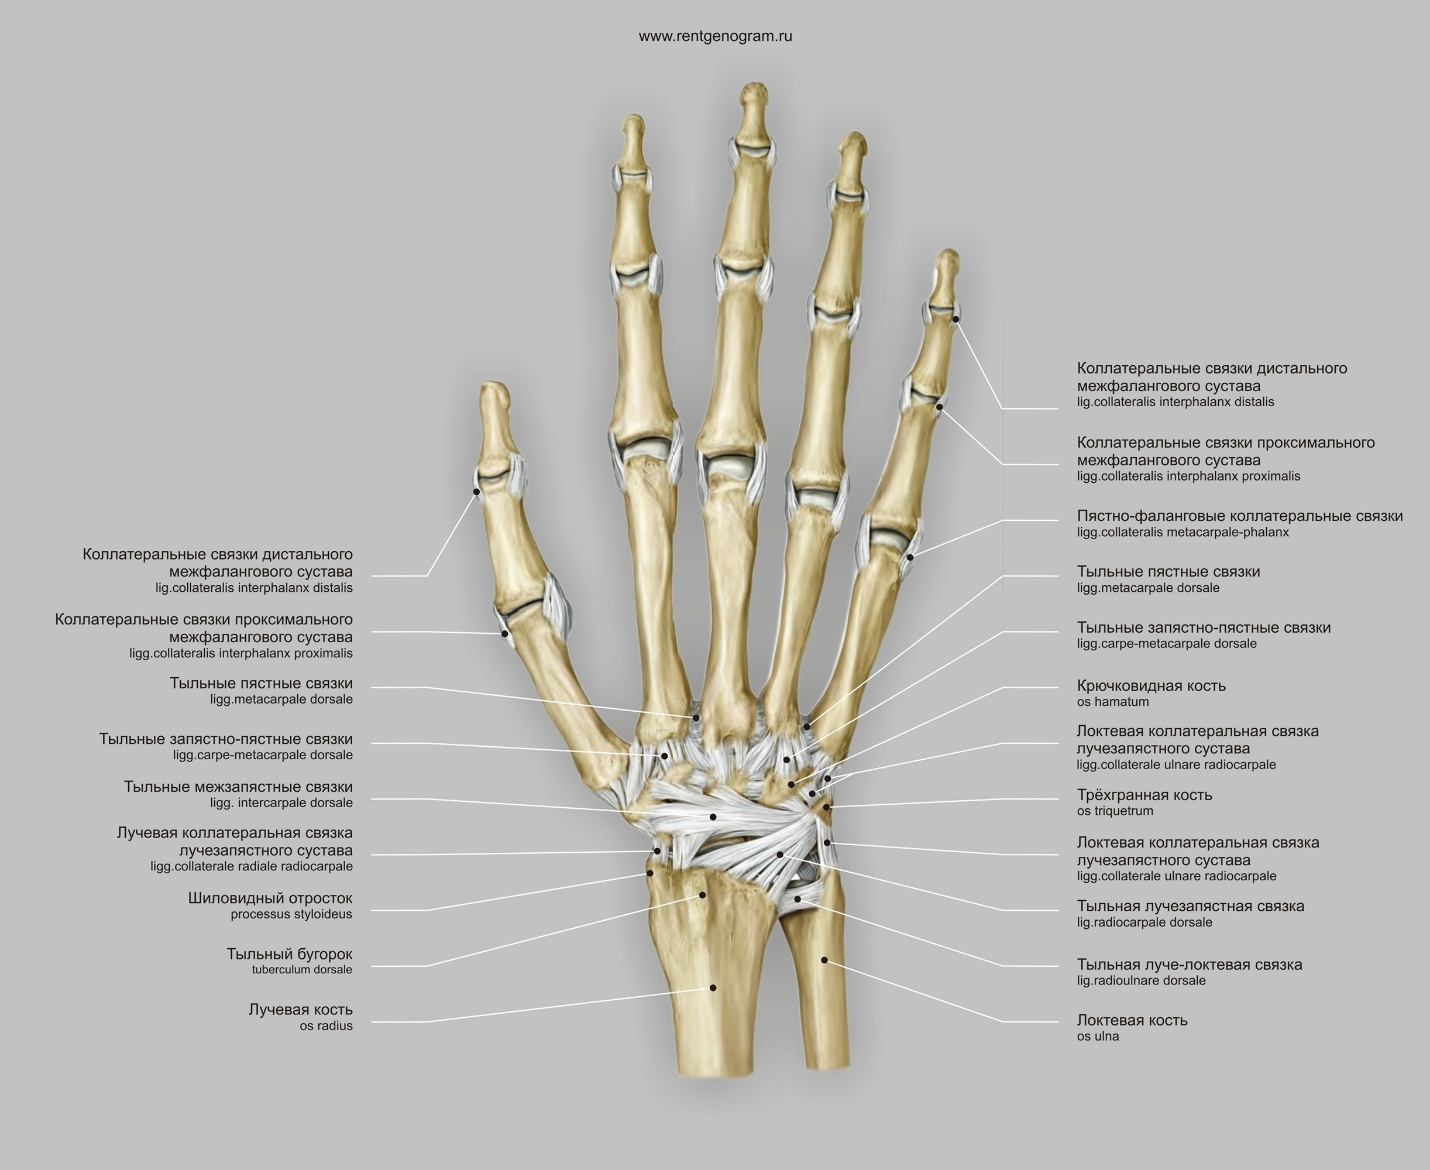 www.rentgenogram.ru
Коллатеральные связки дистального
межфалангового сустава
lig.collateralis interphalanx distalis
Коллатеральные связки проксимального
межфалангового сустава
ligg.collateralis interphalanx proximalis
Тыльные пястные связки
ligg.metacarpale dorsale
Тыльные запястно-пястные связки
ligg.carpe-metacarpale dorsale
Тыльные межзапястные связки
ligg. intercarpale dorsale
Лучевая коллатеральная связка
лучезапястного сустава
ligg.collaterale radiale radiocarpale
Шиловидный отросток
processus styloideus
Тыльный бугорок
tuberculum dorsale
Лучевая кость
os radius
Коллатеральные связки дистального
межфалангового сустава
lig.collateralis interphalanx distalis
Коллатеральные связки проксимального
межфалангового сустава
ligg.collateralis interphalanx proximalis
Пястно-фаланговые коллатеральные связки
ligg.collateralis metacarpale-phalanx
Тыльные пястные связки
ligg.metacarpale dorsale
Тыльные запястно-пястные связки
ligg.carpe-metacarpale dorsale
Крючковидная кость
os hamatum
Локтевая коллатеральная связка
лучезапястного сустава
ligg.collaterale ulnare radiocarpale
Трёхгранная кость
os triquetrum
Локтевая коллатеральная связка
лучезапястного сустава
ligg.collaterale ulnare radiocarpale
Тыльная лучезапястная связка
lig.radiocarpale dorsale
Тыльная луче-локтевая связка
lig.radioulnare dorsale
Локтевая кость
os ulna